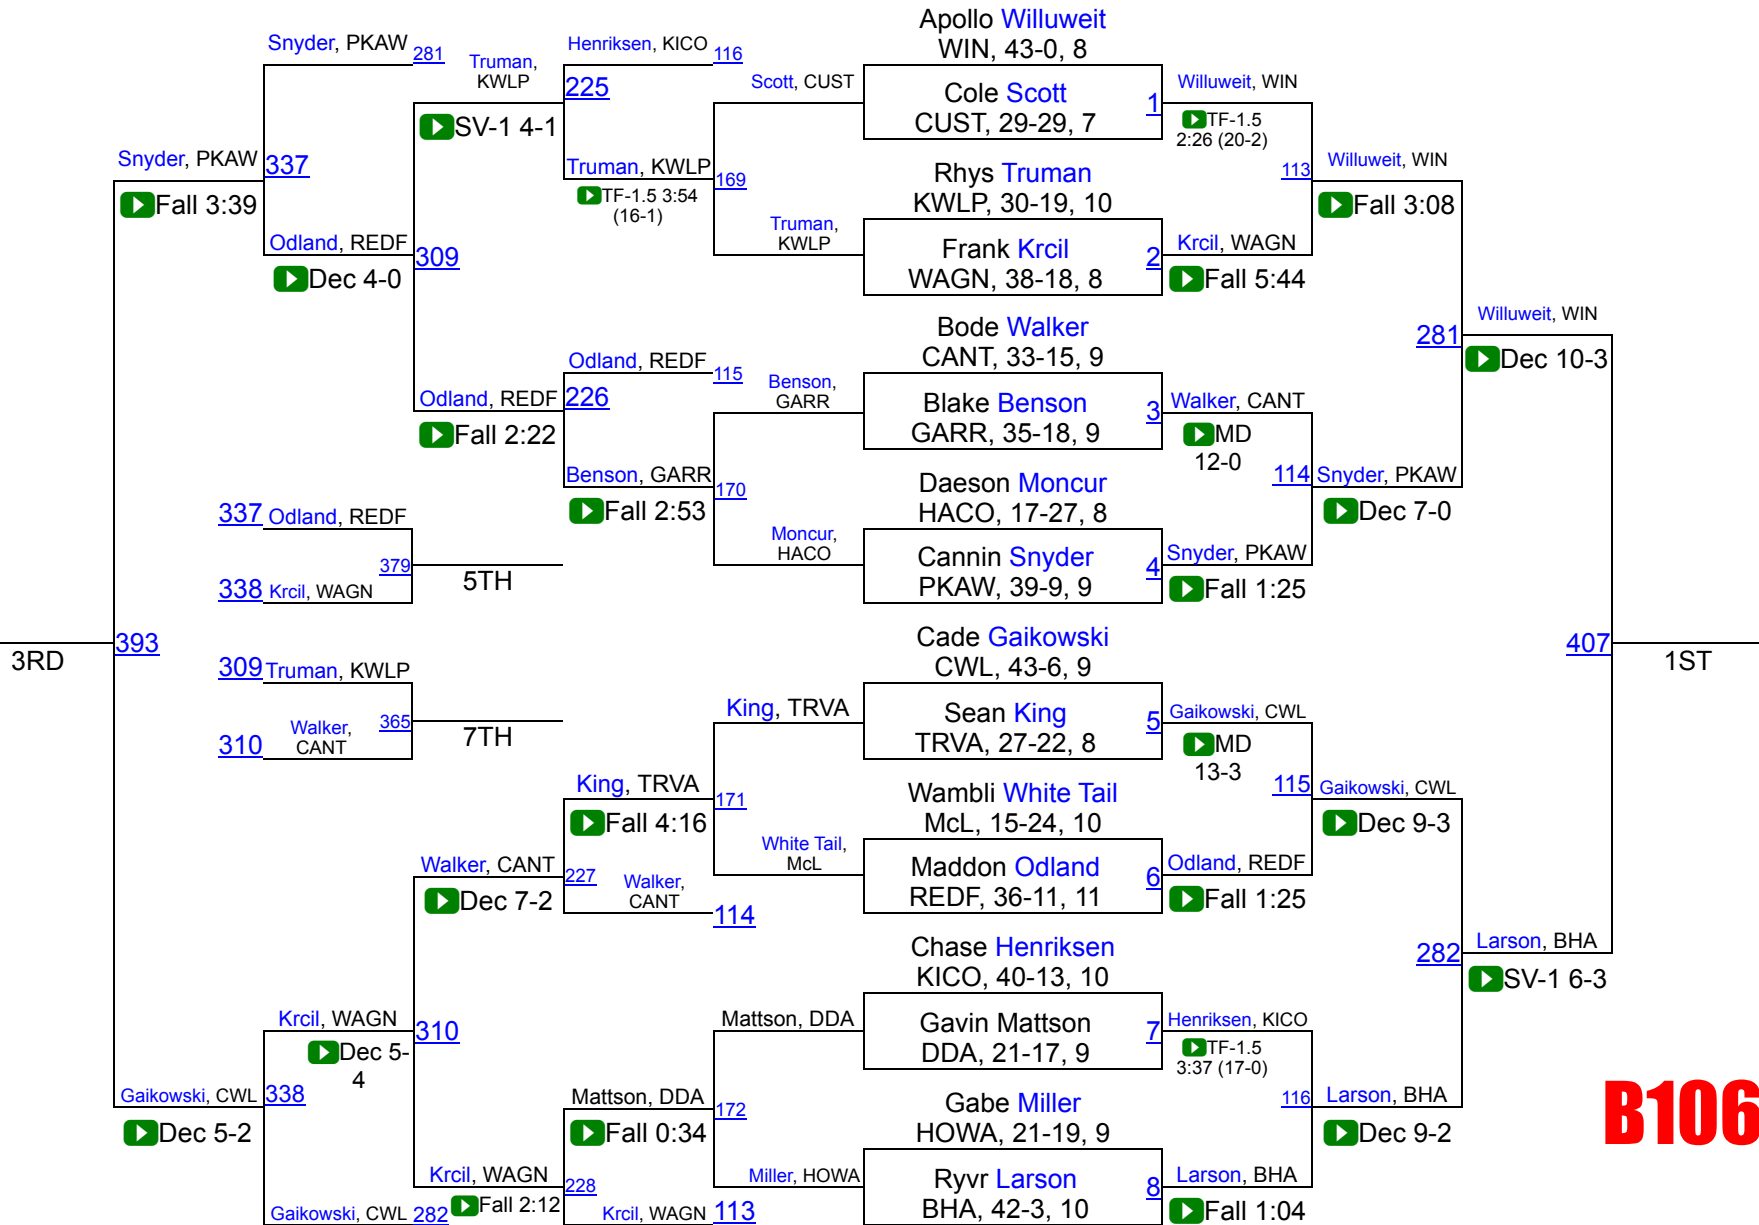 Snyder, PKAW 281
Snyder, PKAW 337
Fall 3:39
Odland, REDF 309
Dec 4-0
Truman,
KWLP 225
SV-1 4-1
Henriksen, KICO 116
Truman, KWLP 169
TF-1.5 3:54
(16-1)
Scott, CUST
Truman,
KWLP
Odland, REDF 226
Fall 2:22
Odland, REDF 115
Benson, GARR 170
Fall 2:53
Benson,
GARR
Moncur,
HACO
337 Odland, REDF
379
5TH
338 Krcil, WAGN
393
3RD
309 Truman, KWLP
365
7TH
310 Walker,
CANT
King, TRVA
King, TRVA 171
Fall 4:16
White Tail,
McL
Walker, CANT 227
Dec 7-2
Walker,
CANT 114
Krcil, WAGN 310
Dec 5-
4
Gaikowski, CWL 338
Dec 5-2
Mattson, DDA
Mattson, DDA 172
Fall 0:34
Miller, HOWA
Krcil, WAGN 228
Fall 2:12
Gaikowski, CWL 282
Krcil, WAGN 113
Apollo Willuweit
WIN, 43-0, 8
Cole Scott
CUST, 29-29, 7
1
Rhys Truman
KWLP, 30-19, 10
Frank Krcil
WAGN, 38-18, 8
2
Bode Walker
CANT, 33-15, 9
Blake Benson
GARR, 35-18, 9
3
Daeson Moncur
HACO, 17-27, 8
Cannin Snyder
PKAW, 39-9, 9
4
Cade Gaikowski
CWL, 43-6, 9
Sean King
TRVA, 27-22, 8
5
Wambli White Tail
McL, 15-24, 10
Maddon Odland
REDF, 36-11, 11
6
Chase Henriksen
KICO, 40-13, 10
Gavin Mattson
DDA, 21-17, 9
7
Gabe Miller
HOWA, 21-19, 9
Ryvr Larson
BHA, 42-3, 10
8
Willuweit, WIN
TF-1.5
2:26 (20-2)
113
Krcil, WAGN
Fall 5:44
Willuweit, WIN
Fall 3:08
Walker, CANT
MD
12-0
114
Snyder, PKAW
Fall 1:25
Snyder, PKAW
Dec 7-0
281
Willuweit, WIN
Dec 10-3
Gaikowski, CWL
MD
13-3
115
Odland, REDF
Fall 1:25
Gaikowski, CWL
Dec 9-3
Henriksen, KICO
TF-1.5
3:37 (17-0)
116
Larson, BHA
Fall 1:04
Larson, BHA
Dec 9-2
282
Larson, BHA
SV-1 6-3
407
1ST
B106